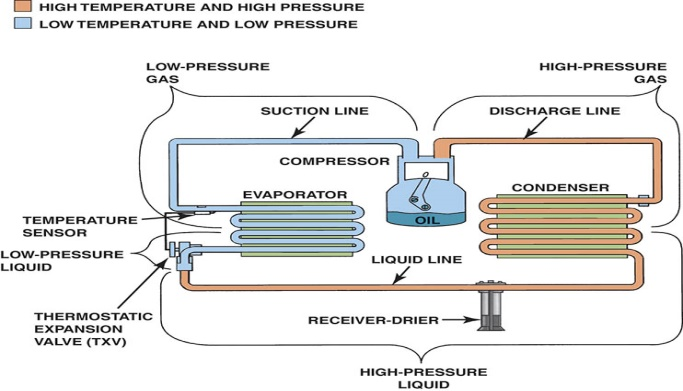 HIGH TEMPERATURE AND HIGH PRESSURE
LOW TEMPERATURE AND LOW PRESSURE
LOW-PRESSURE
GAS
HIGH-PRESSURE
GAS
SUCTION LINE
DISCHARGE LINE
COMPRESSOR
EVAPORATOR
CONDENSER
OIL
TEMPERATURE
SENSOR
LOW-PRESSURE
LIQUID
LIQUID LINE
THERMOSTATIC
EXPANSION
VALVE (TXV)
RECEIVER-DRIER
HIGH-PRESSURE
LIQUID